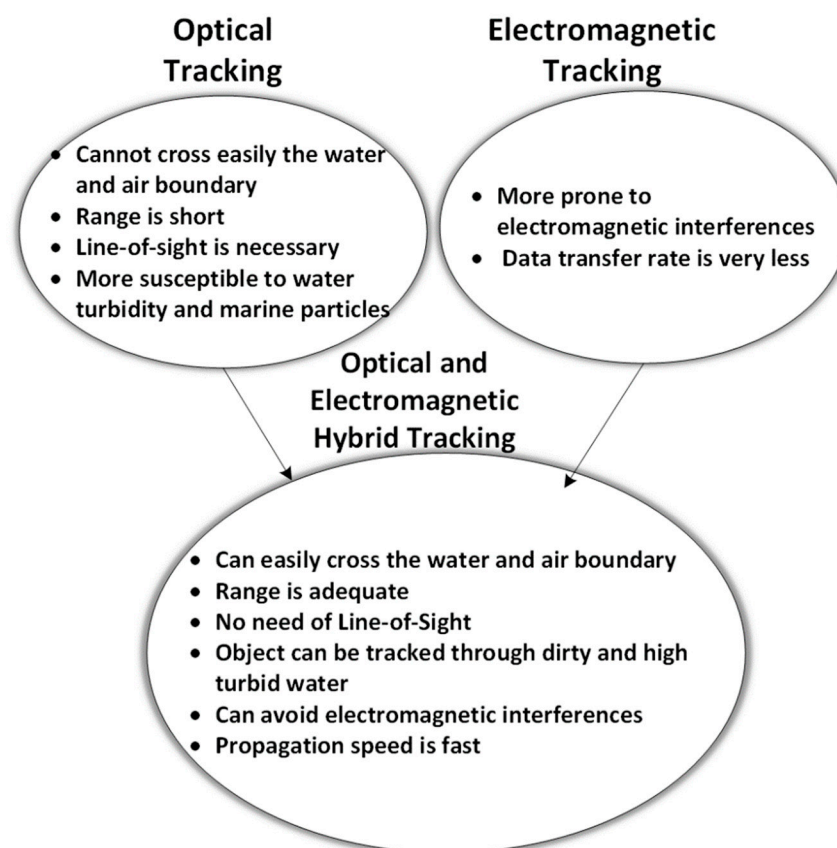 Optical
Tracking
Electromagnetic
Tracking
• Cannot cross easily the water
and air boundary
• Range is short
• Line-of-sight is necessary
• More susceptible to water
turbidity and marine particles
• More prone to
electromagnetic interferences
• Data transfer rate is very less
Optical and
Electromagnetic
Hybrid Tracking
• Can easily cross the water and air boundary
• Range is adequate
• No need of Line-of-Sight
• Object can be tracked through dirty and high
turbid water
• Can avoid electromagnetic interferences
• Propagation speed is fast